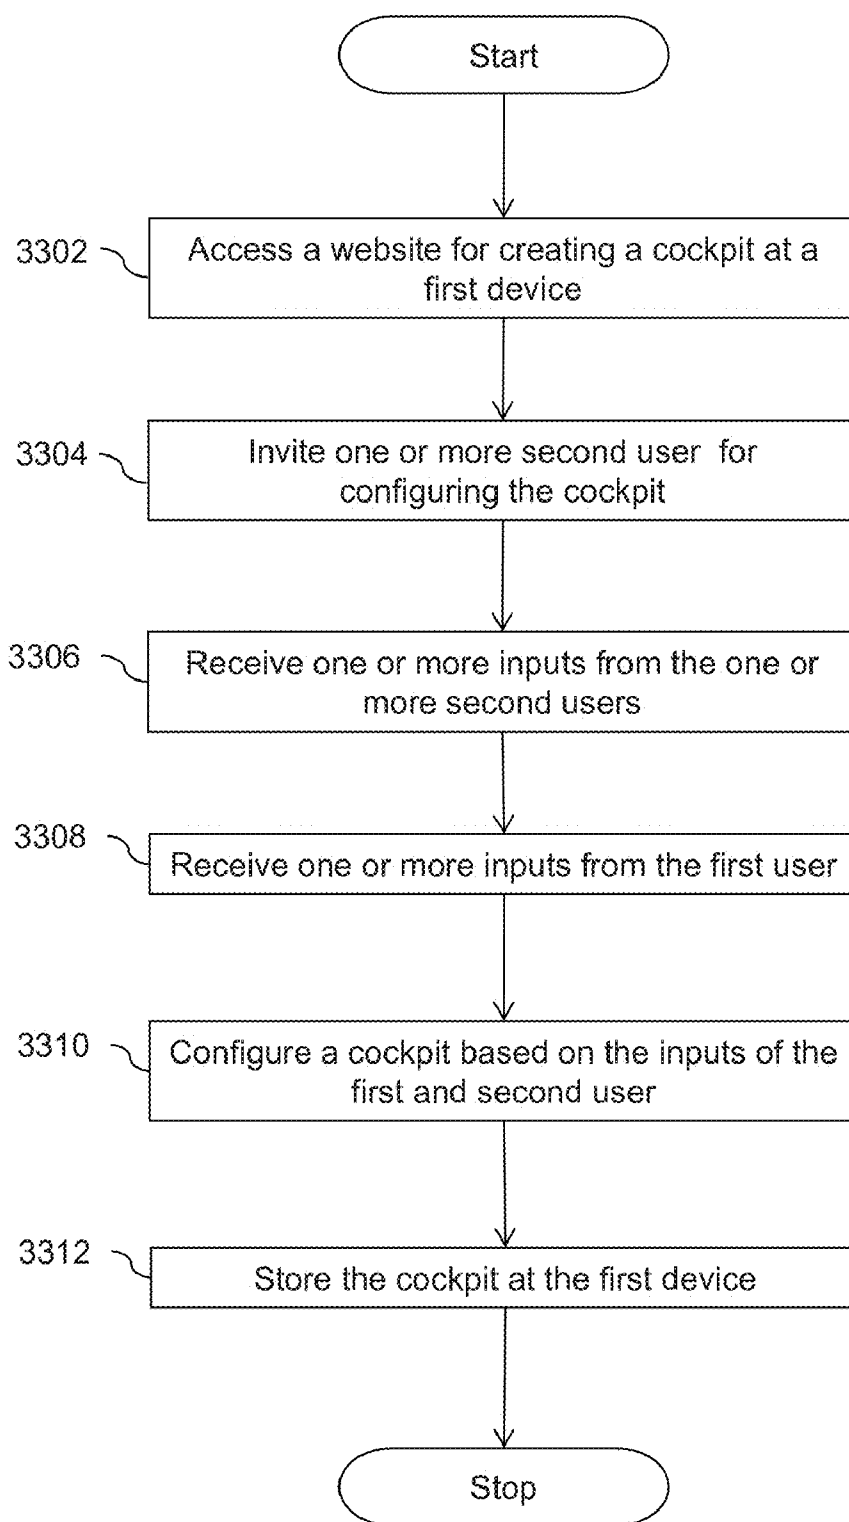 Start
3302
Access a website for creating a cockpit at a
first device
3304
Invite one or more second user for
configuring the cockpit
3306
Receive one or more inputs from the one or
more second users
3308
Receive one or more inputs from the first user
3310
Configure a cockpit based on the inputs of the
first and second user
3312
Store the cockpit at the first device
Stop